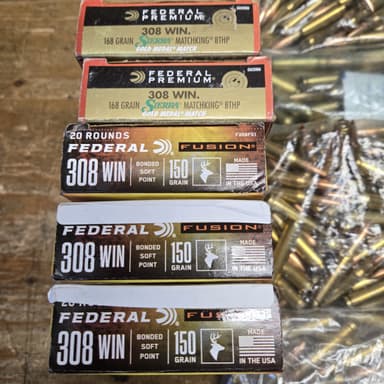 FEDERAL
PREMIUM®
308 WIN.
168 GRAIN Sierra MATCHKING® BTHP
GOLD MEDAL® MATCH
FEDERAL
PREMIUM®
308 WIN.
168 GRAIN Sierra MATCHKING® BTHP
GOLD MEDAL® MATCH
20 ROUNDS
FEDERAL FUSION®
308 WIN
BONDED
SOFT
POINT
150
GRAIN
MADE
IN THE USA
FEDERAL FUSION
308 WIN
BONDED
SOFT
POINT
150
GRAIN
MADE
IN THE USA
FEDERAL
308 WIN
BONDED
SOFT
POINT
150
GRAIN
MADE
IN THE USA